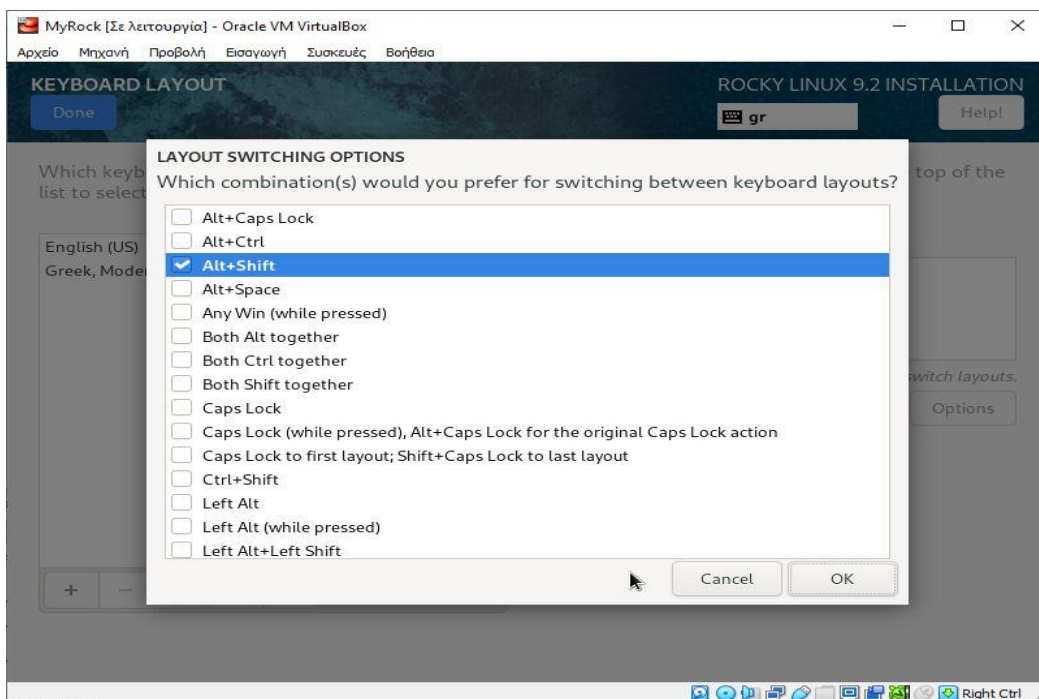 MyRock [Σε λειτουργία] - Oracle VM VirtualBox
Αρχείο Μηχανή Προβολή Εισαγωγή Συσκευές Βοήθεια
KEYBOARD LAYOUT
ROCKY LINUX 9.2 INSTALLATION
Done
gr
Help!
LAYOUT SWITCHING OPTIONS
Which keyb
top of the
Which combination(s) would you prefer for switching between keyboard layouts?
list to select
Alt+Caps Lock
Alt+Ctrl
English (US)
Alt+Shift
Greek, Moder
Alt+Space
Any Win (while pressed)
Both Alt together
Both Ctrl together
Both Shift together
switch layouts.
Caps Lock
Options
Caps Lock (while pressed), Alt+Caps Lock for the original Caps Lock action
Caps Lock to first layout; Shift+Caps Lock to last layout
Ctrl+Shift
Left Alt
Left Alt (while pressed)
Left Alt+Left Shift
Cancel
OK
Right Ctrl